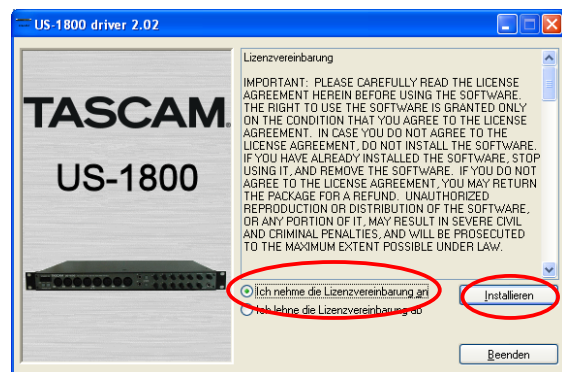 US-1800 driver 2.02
TASCAM
US-1800
Lizenzvereinbarung
IMPORTANT: PLEASE CAREFULLY READ THE LICENSE
AGREEMENT HEREIN BEFORE USING THE SOFTWARE.
THE RIGHT TO USE THE SOFTWARE IS GRANTED ONLY
ON THE CONDITION THAT YOU AGREE TO THE LICENSE
AGREEMENT. IN CASE YOU DO NOT AGREE TO THE
LICENSE AGREEMENT, DO NOT INSTALL THE SOFTWARE.
IF YOU HAVE ALREADY INSTALLED THE SOFTWARE, STOP
USING IT, AND REMOVE THE SOFTWARE. IF YOU DO NOT
AGREE TO THE LICENSE AGREEMENT, YOU MAY RETURN
THE PACKAGE FOR A REFUND. UNAUTHORIZED
REPRODUCTION OR DISTRIBUTION OF THE SOFTWARE,
OR ANY PORTION OF IT, MAY RESULT IN SEVERE CIVIL
AND CRIMINAL PENALTIES, AND WILL BE PROSECUTED
TO THE MAXIMUM EXTENT POSSIBLE UNDER LAW.
Ich nehme die Lizenzvereinbarung an
Ich lehne die Lizenzvereinbarung ab
Installieren
Beenden